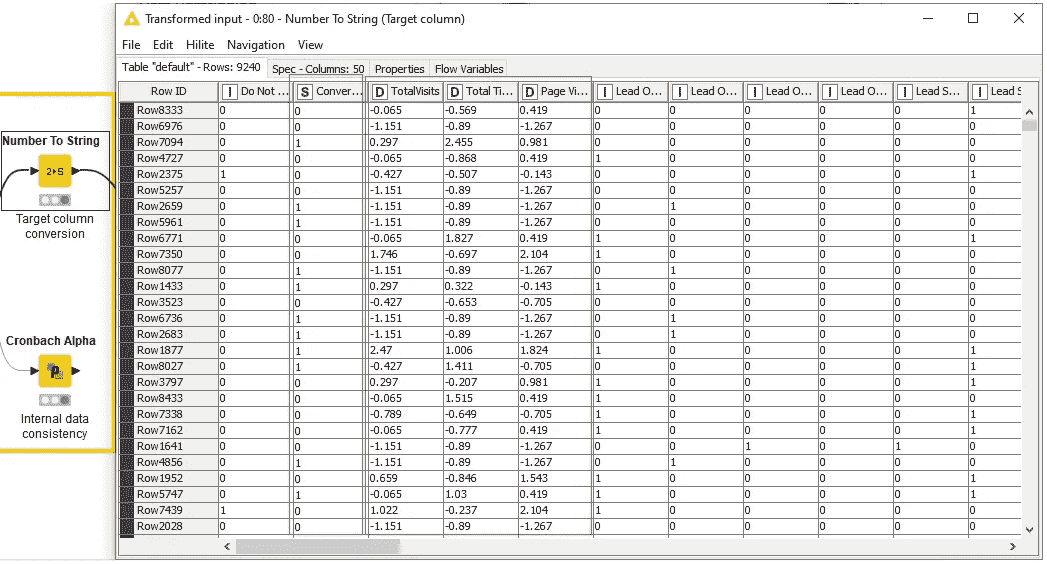 Transformed input - 0:80 - Number To String (Target column)
File Edit Hilite Navigation View
Table "default" - Rows: 9240 Spec - Columns: 50 Properties Flow Variables
Row ID I Do Not ... S Conver... D TotalVisits D Total Ti... D Page Vi... I Lead O... I Lead O... I Lead O... I Lead O... I Lead S... I Lead S
Row8333 0 0 -0.065 -0.569 0.419 0 0 0 0 0 1
Row6976 0 0 -1.151 -0.89 -1.267 0 0 0 0 0 0
Row7094 0 1 0.297 2.455 0.981 0 0 0 0 0 0
Row4727 0 0 -0.065 -0.868 0.419 1 0 0 0 0 1
Row2375 1 0 -0.427 -0.507 -0.143 0 0 0 0 0 1
Row5257 0 0 -1.151 -0.89 -1.267 0 0 0 0 0 0
Row2659 0 1 -1.151 -0.89 -1.267 0 1 0 0 0 0
Row5961 0 1 -1.151 -0.89 -1.267 0 0 0 0 0 0
Row6771 0 0 -0.065 1.827 0.419 1 0 0 0 0 1
Row7350 0 0 1.746 -0.697 2.104 1 0 0 0 0 0
Row8077 0 1 -1.151 -0.89 -1.267 0 1 0 0 0 0
Row1433 0 1 0.297 0.322 -0.143 0 0 0 0 0 1
Row3523 0 0 -0.427 -0.653 -0.705 0 0 0 0 0 0
Row6736 0 1 -1.151 -0.89 -1.267 0 1 0 0 0 0
Row2683 0 1 -1.151 -0.89 -1.267 0 1 0 0 0 0
Row1877 0 1 2.47 1.006 1.824 1 0 0 0 0 1
Row8027 0 1 -0.427 1.411 -0.705 0 0 0 0 0 0
Row3797 0 0 0.297 -0.207 0.981 1 0 0 0 0 1
Row8433 0 0 -0.065 1.515 0.419 1 0 0 0 0 1
Row7338 0 0 -0.789 -0.649 -0.705 0 0 0 0 0 0
Row7162 0 0 -0.065 -0.777 0.419 1 0 0 0 0 1
Row1641 0 0 -1.151 -0.89 -1.267 0 0 1 0 1 0
Row4856 0 1 -1.151 -0.89 -1.267 0 1 0 0 0 0
Row1952 0 0 0.659 -0.846 1.543 1 0 0 0 0 1
Row5747 0 1 -0.065 1.03 0.419 1 0 0 0 0 1
Row7439 1 0 1.022 -0.237 2.104 1 0 0 0 0 0
Row2028 0 0 -1.151 -0.89 -1.267 0 0 0 0 0 0
Number To String
2 S
Target column
conversion
Cronbach Alpha
Internal data
consistency